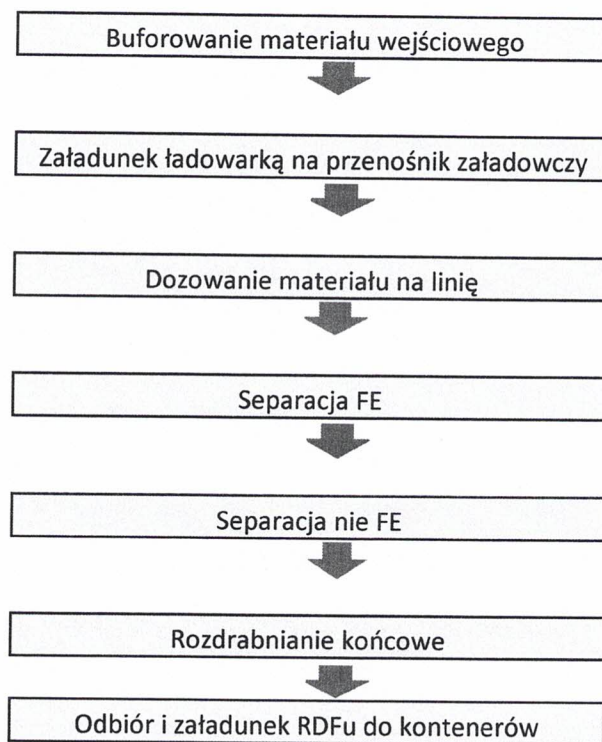 Buforowanie materiału wejściowego
Załadunek ładowarką na przenośnik załadowczy
Dozowanie materiału na linię
Separacja FE
Separacja nie FE
Rozdrabnianie końcowe
Odbiór i załadunek RDFu do kontenerów